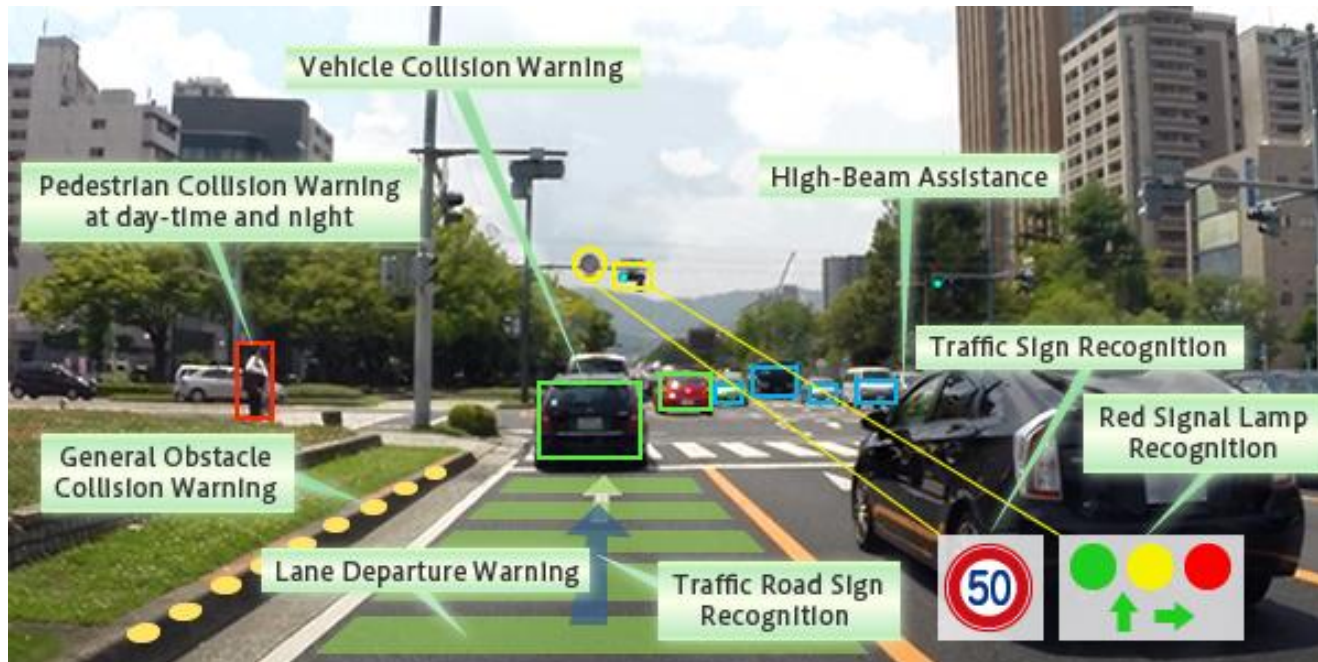 Vehicle Collision Warning
Pedestrian Collision Warning
at day-time and night
High-Beam Assistance
Traffic Sign Recognition
Red Signal Lamp
Recognition
General Obstacle
Collision Warning
Lane Departure Warning
Traffic Road Sign
Recognition
50